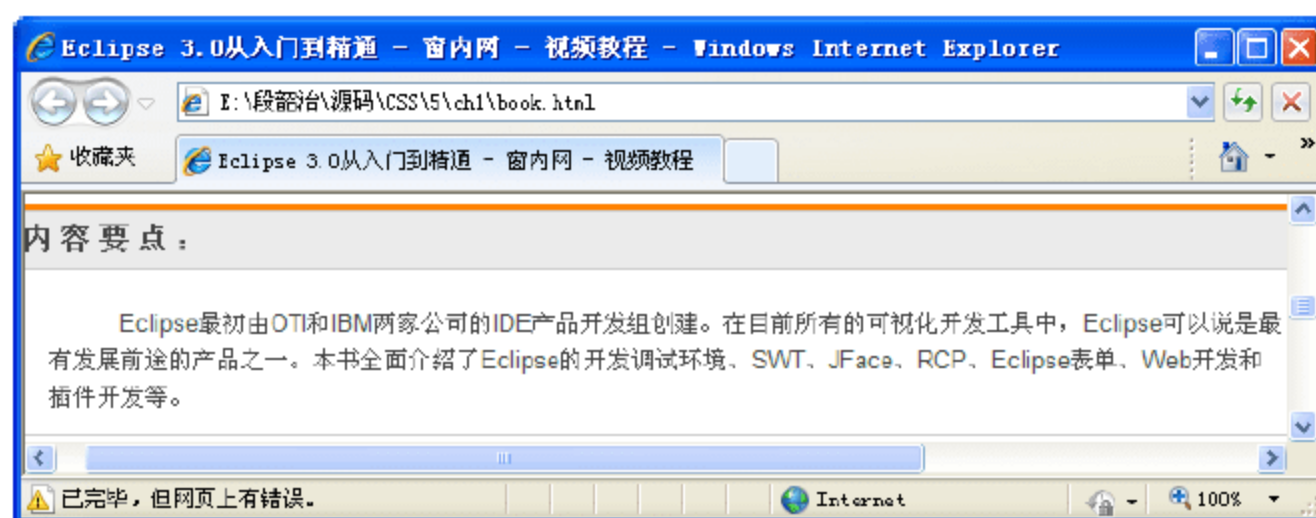 Eclipse 3.0从入门到精通 - 窗内网 - 视频教程 - Windows Internet Explorer
E:\段韶治\源码\CSS\5\ch1\book.html
收藏夹 Eclipse 3.0从入门到精通 - 窗内网 - 视频教程
内容要点：
Eclipse最初由OTI和IBM两家公司的IDE产品开发组创建。在目前所有的可视化开发工具中，Eclipse可以说是最
有发展前途的产品之一。本书全面介绍了Eclipse的开发调试环境、SWT、JFace、RCP、Eclipse表单、Web开发和
插件开发等。
已完毕，但网页上有错误。 Internet 100%